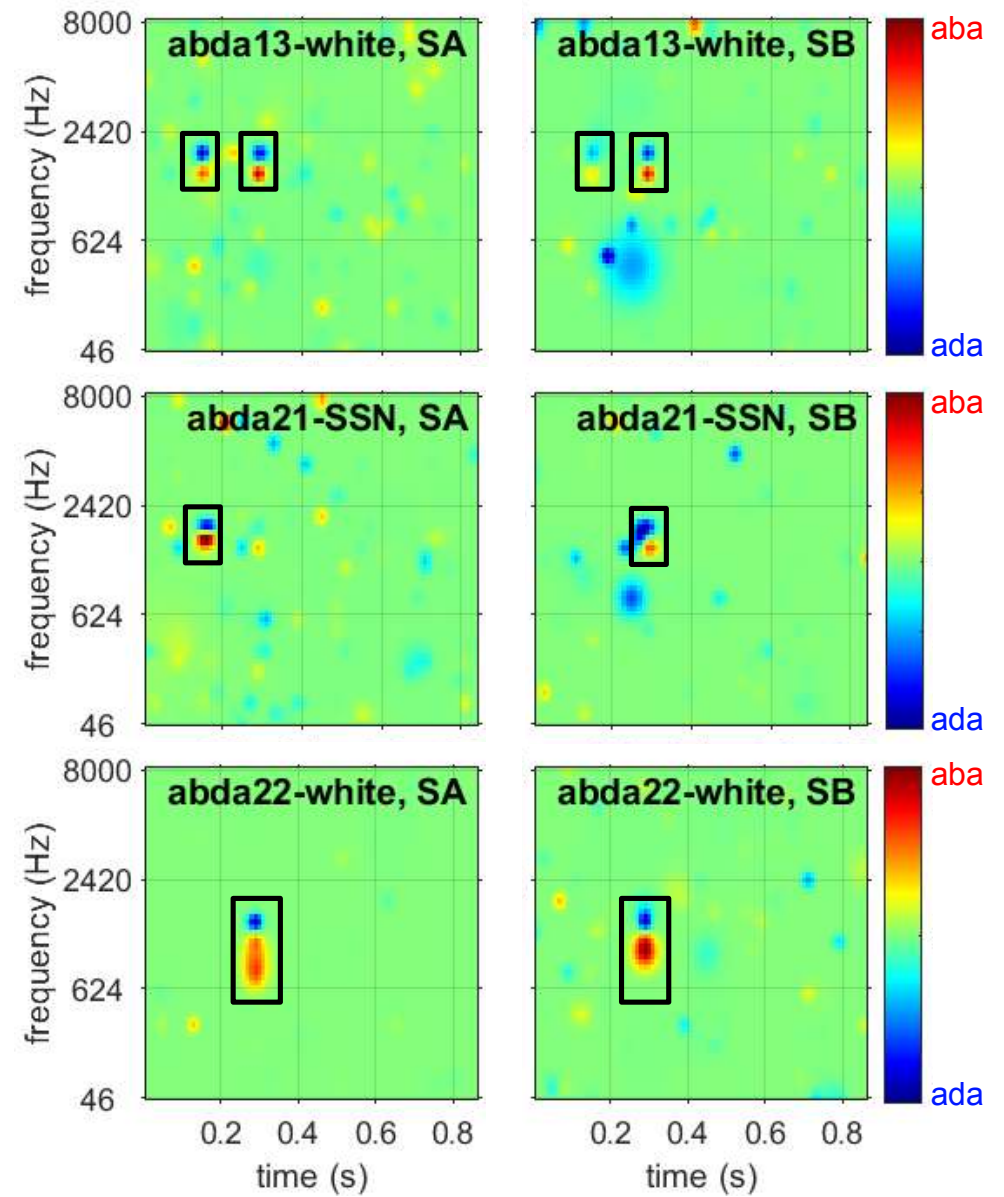 8000
abda13-white, SA
abda13-white, SB
aba
2420
624
46
ada
frequency (Hz)
8000
abda21-SSN, SA
abda21-SSN, SB
aba
2420
624
46
ada
frequency (Hz)
8000
abda22-white, SA
abda22-white, SB
aba
2420
624
46
ada
frequency (Hz)
0.2 0.4 0.6 0.8
0.2 0.4 0.6 0.8
time (s)
time (s)